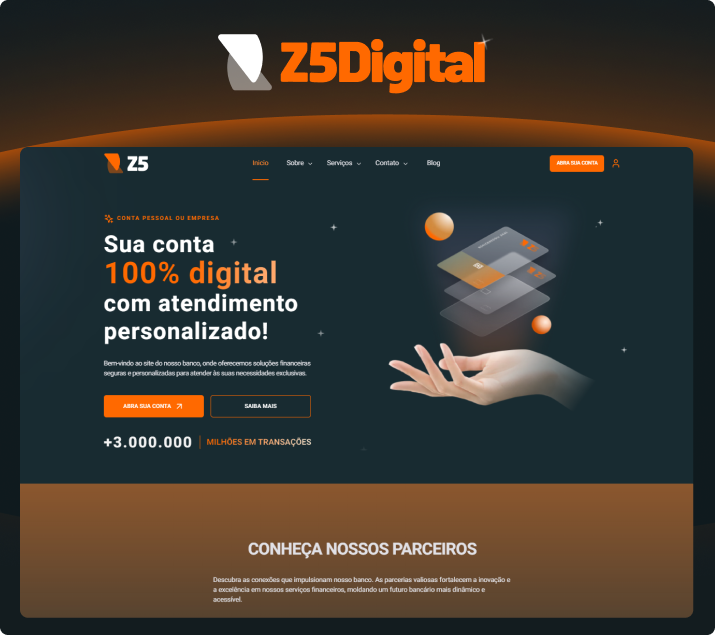 Z5Digital
Z5
Inicio
Sobre
Serviços
Contato
Blog
ABRA SUA CONTA
CONTA PESSOAL OU EMPRESA
Sua conta
100% digital
com atendimento
personalizado!
Bem-vindo ao site do nosso banco, onde oferecemos soluções financeiras
seguras e personalizadas para atender às suas necessidades exclusivas.
ABRA SUA CONTA
SAIBA MAIS
+3.000.000
MILHÕES EM TRANSAÇÕES
CONHEÇA NOSSOS PARCEIROS
Descubra as conexões que impulsionam nosso banco. As parcerias valiosas fortalecem a inovação e
a excelência em nossos serviços financeiros, moldando um futuro bancário mais dinâmico e
acessível.